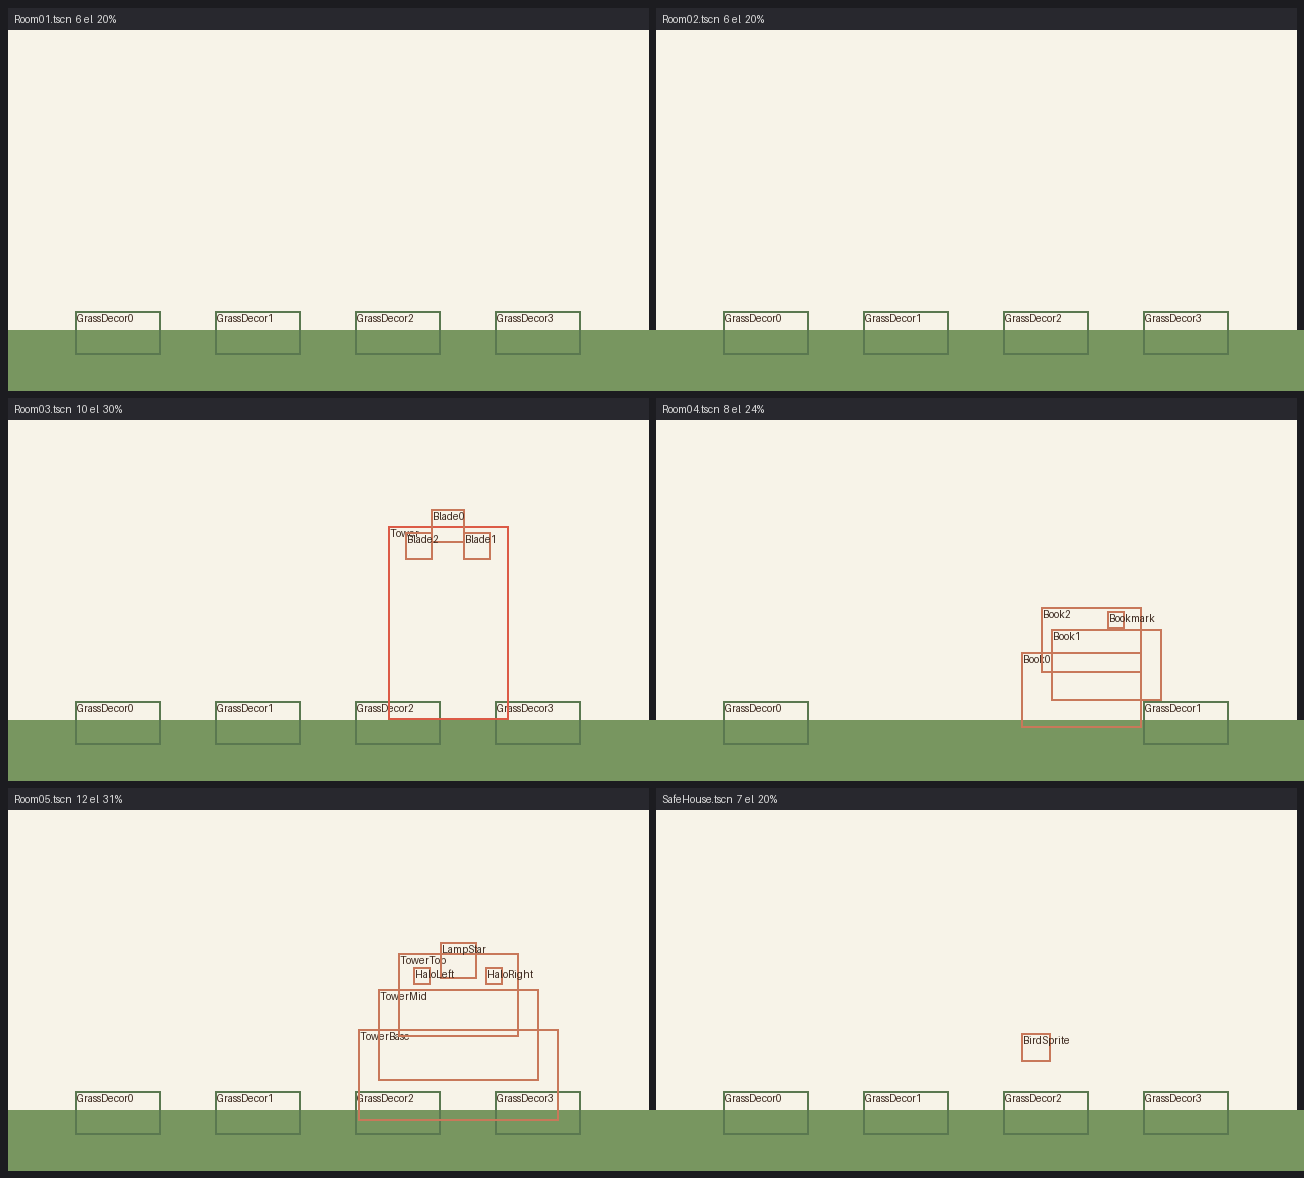 Room01.tscn 6 el 20%
GrassDecor0
GrassDecor1
GrassDecor2
GrassDecor3
Room02.tscn 6 el 20%
GrassDecor0
GrassDecor1
GrassDecor2
GrassDecor3
Room03.tscn 10 el 30%
Blade0
Tower
Blade2
Blade1
GrassDecor0
GrassDecor1
GrassDecor2
GrassDecor3
Room04.tscn 8 el 24%
Book2
Bookmark
Book1
Book0
GrassDecor0
GrassDecor1
Room05.tscn 12 el 31%
LampStar
TowerTop
HaloLeft
HaloRight
TowerMid
TowerBase
GrassDecor0
GrassDecor1
GrassDecor2
GrassDecor3
SafeHouse.tscn 7 el 20%
BirdSprite
GrassDecor0
GrassDecor1
GrassDecor2
GrassDecor3